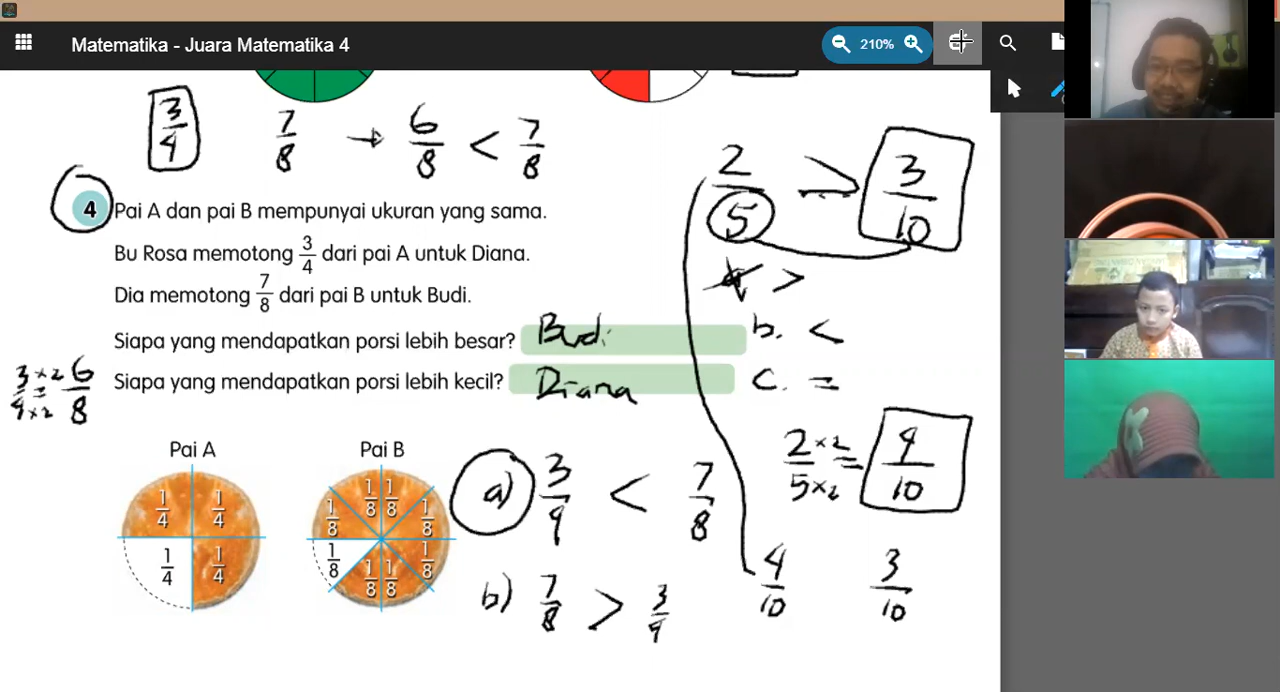 Matematika - Juara Matematika 4
210%
3/4 7/8 → 6/8 < 7/8
4 Pai A dan pai B mempunyai ukuran yang sama.
Bu Rosa memotong 3/4 dari pai A untuk Diana.
Dia memotong 7/8 dari pai B untuk Budi.
Siapa yang mendapatkan porsi lebih besar? Budi
Siapa yang mendapatkan porsi lebih kecil? Diana
3/4 ×2 ×2 = 6/8
Pai A
1/4 1/4
1/4 1/4
Pai B
1/8 1/8
1/8 1/8
1/8 1/8
1/8 1/8
a) 3/4 < 7/8
b) 7/8 > 3/4
2/5 > 3/10
>
b. <
c. =
2/5 ×2 ×2 = 4/10
4/10 3/10